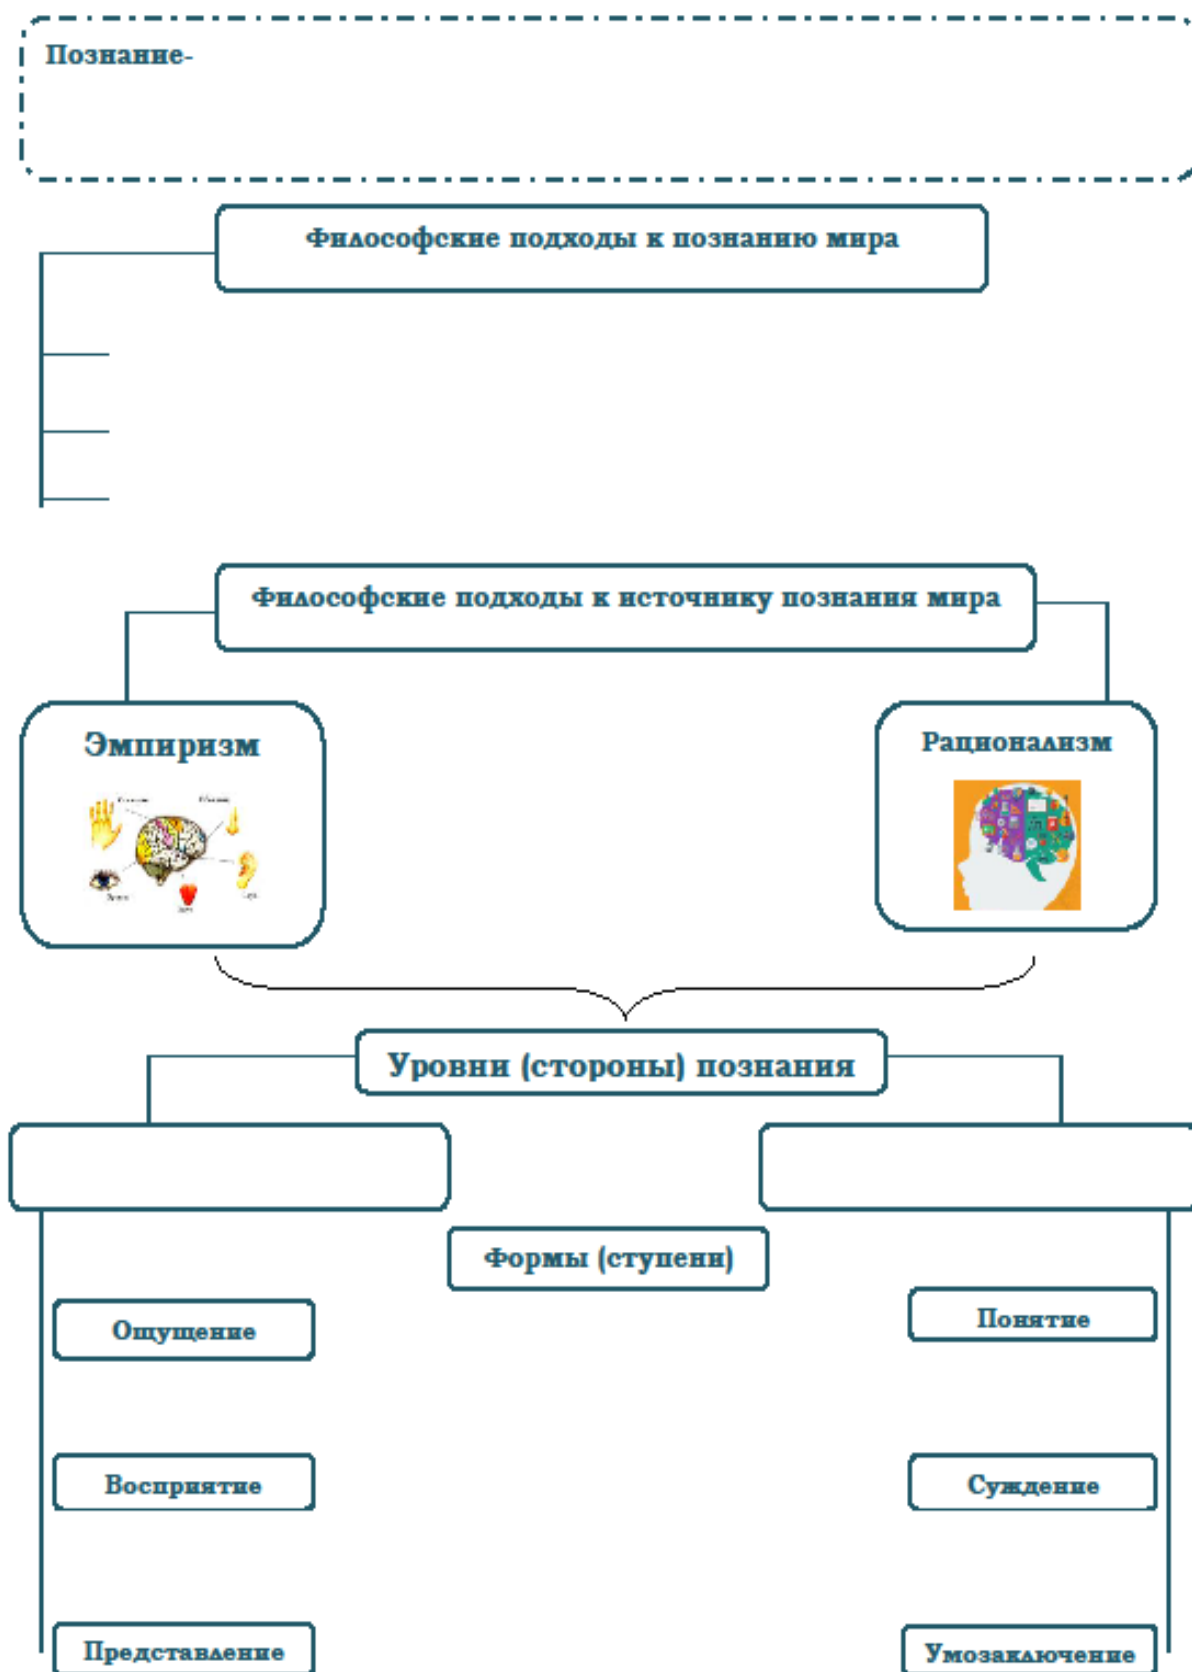 Познание-
Философские подходы к познанию мира
Философские подходы к источнику познания мира
Эмпиризм
Рационализм
Уровни (стороны) познания
Формы (ступени)
Ощущение
Понятие
Восприятие
Суждение
Представление
Умозаключение